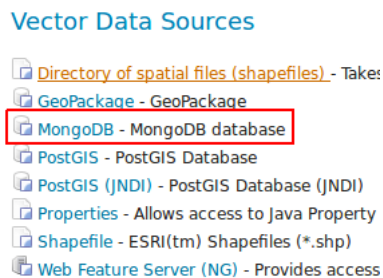 Vector Data Sources
Directory of spatial files (shapefiles) - Takes
GeoPackage - GeoPackage
MongoDB - MongoDB database
PostGIS - PostGIS Database
PostGIS (JNDI) - PostGIS Database (JNDI)
Properties - Allows access to Java Property
Shapefile - ESRI(tm) Shapefiles (*.shp)
Web Feature Server (NG) - Provides access